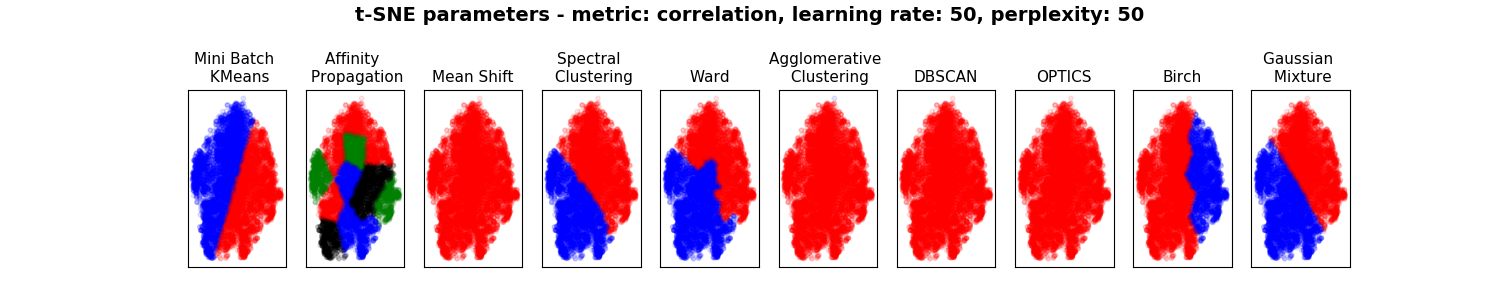 t-SNE parameters - metric: correlation, learning rate: 50, perplexity: 50
Mini Batch
KMeans
Affinity
Propagation
Mean Shift
Spectral
Clustering
Ward
Agglomerative
Clustering
DBSCAN
OPTICS
Birch
Gaussian
Mixture